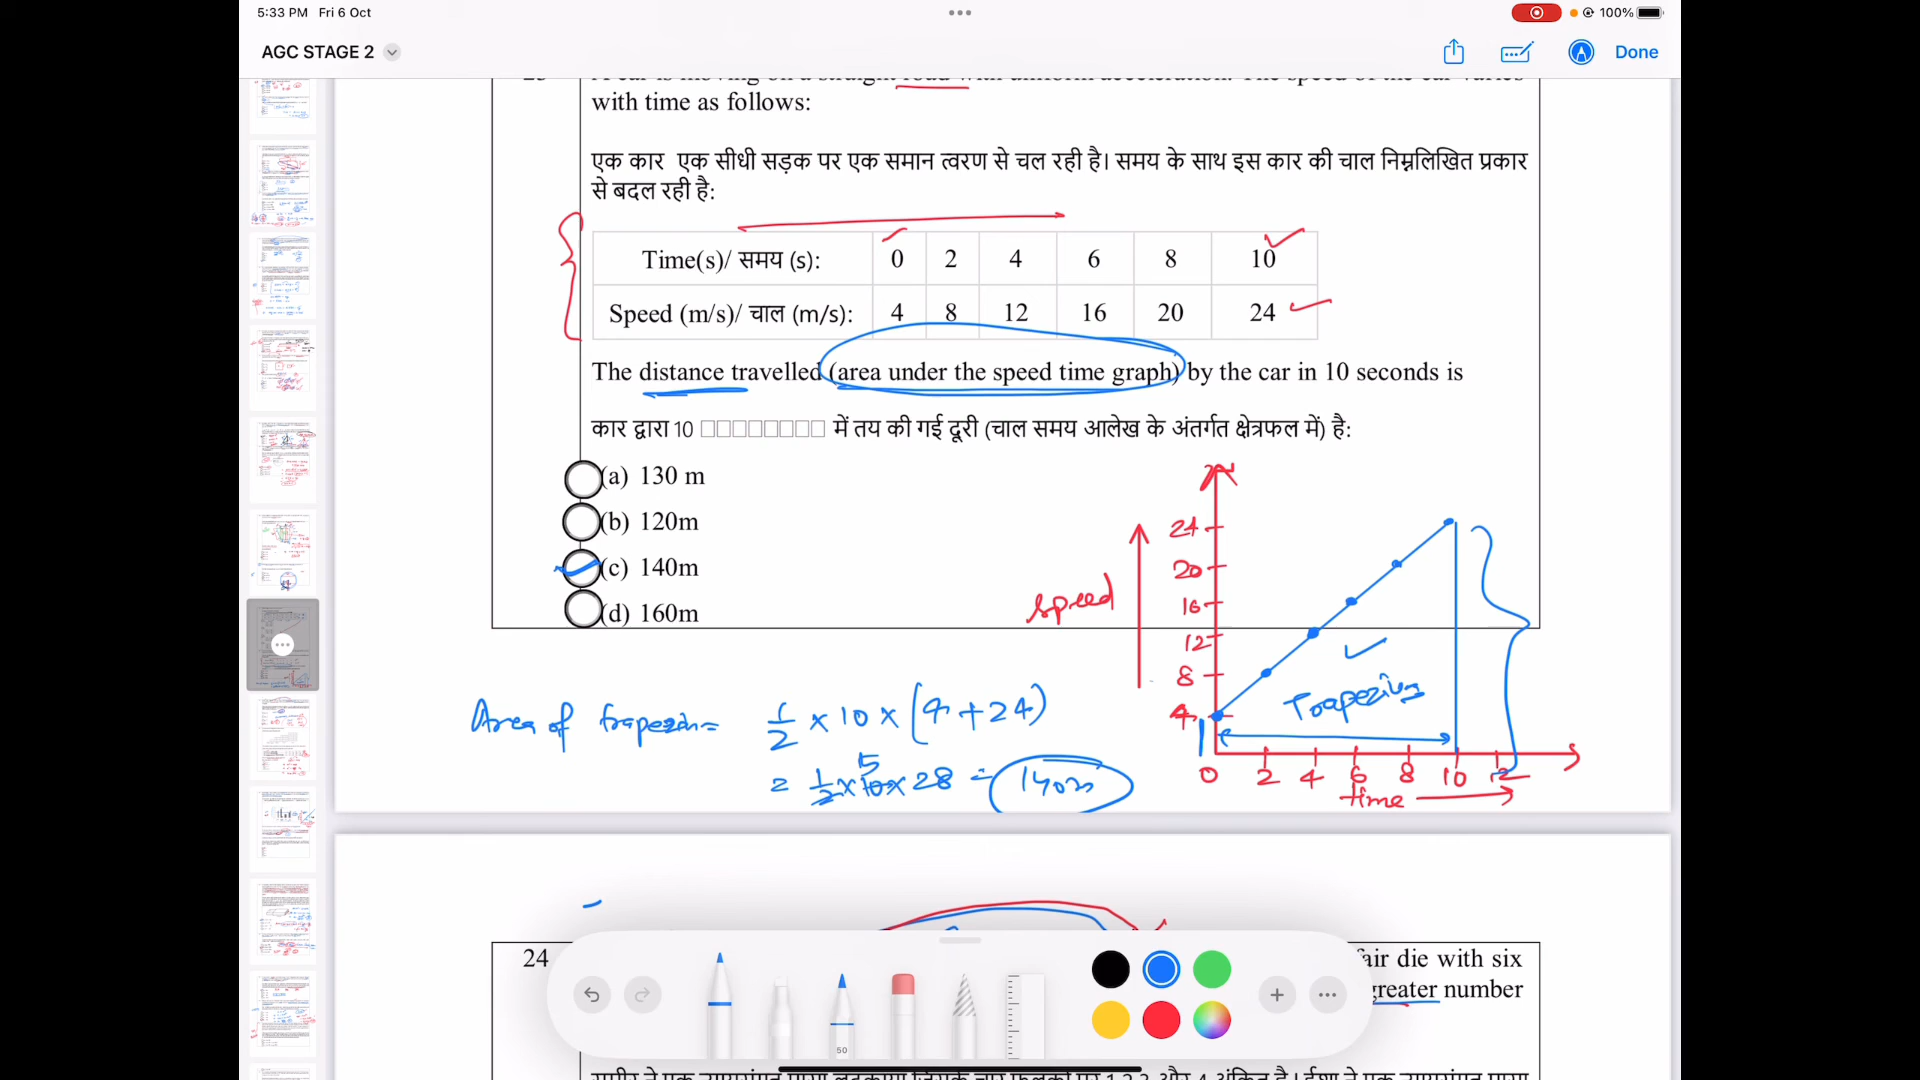 5:33 PM Fri 6 Oct
100%
AGC STAGE 2
Done
with time as follows:
एक कार एक सीधी सड़क पर एक समान त्वरण से चल रही है। समय के साथ इस कार की चाल निम्नलिखित प्रकार
से बदल रही है:
Time(s)/ समय (s): 0 2 4 6 8 10
Speed (m/s)/ चाल (m/s): 4 8 12 16 20 24
The distance travelled (area under the speed time graph) by the car in 10 seconds is
कार द्वारा 10 □□□□□□□□ में तय की गई दूरी (चाल समय आलेख के अंतर्गत क्षेत्रफल में) है:
(a) 130 m
(b) 120m
(c) 140m
(d) 160m
24
20
16
12
8
4
speed
Trapezium
0 2 4 6 8 10 12
time
Area of trapezium = 1/2 × 10 × (4 + 24)
= 1/2 × 10 × 28 = 140m
5
24
air die with six
greater number
50